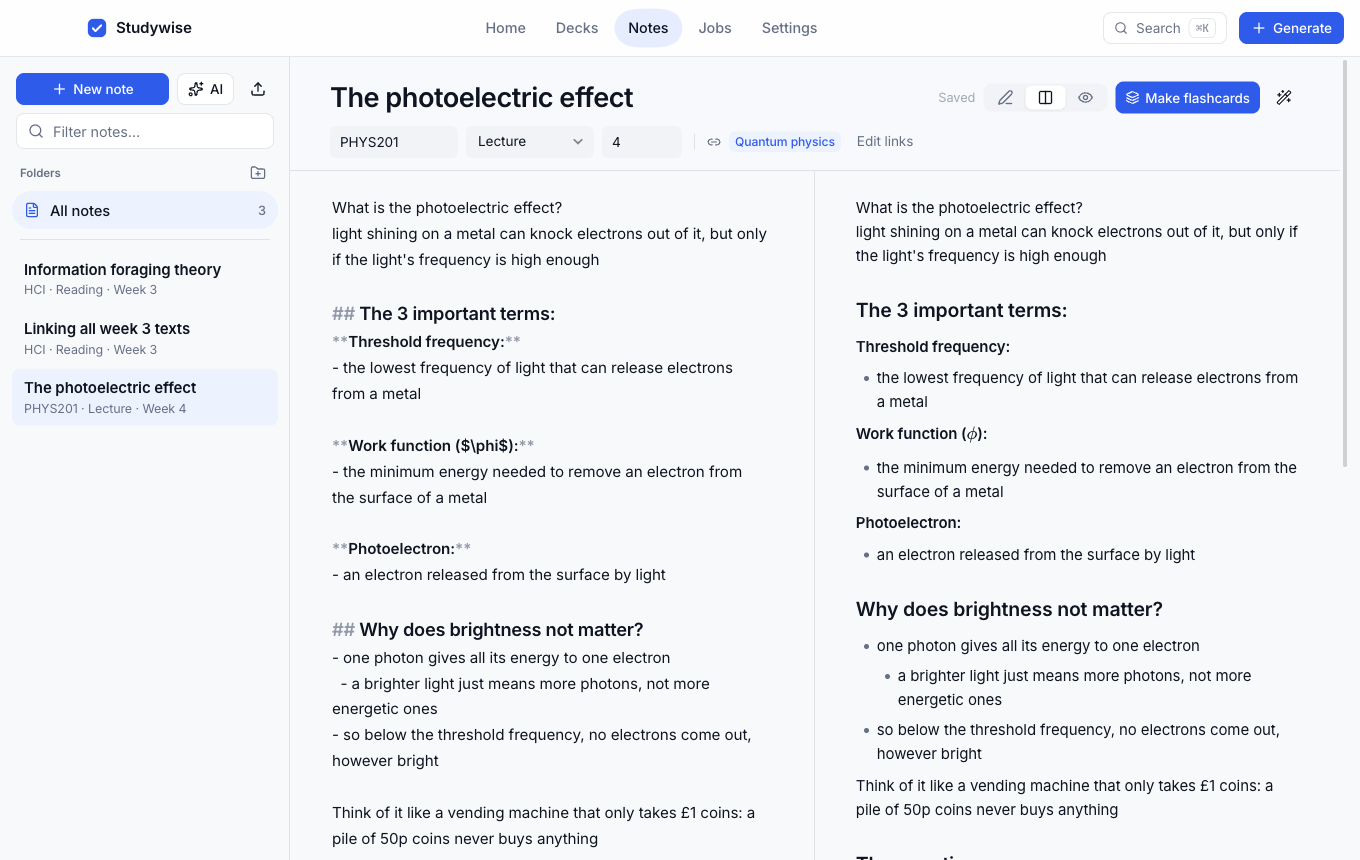 Studywise
Home
Decks
Notes
Jobs
Settings
Search ⌘K
Generate
New note
AI
Filter notes...
Folders
All notes 3
Information foraging theory
HCI · Reading · Week 3
Linking all week 3 texts
HCI · Reading · Week 3
The photoelectric effect
PHYS201 · Lecture · Week 4
The photoelectric effect
Saved
Make flashcards
PHYS201
Lecture
4
Quantum physics
Edit links
What is the photoelectric effect?
light shining on a metal can knock electrons out of it, but only
if the light's frequency is high enough
## The 3 important terms:
**Threshold frequency:**
- the lowest frequency of light that can release electrons
from a metal
**Work function ($\phi$):**
- the minimum energy needed to remove an electron from
the surface of a metal
**Photoelectron:**
- an electron released from the surface by light
## Why does brightness not matter?
- one photon gives all its energy to one electron
- a brighter light just means more photons, not more
energetic ones
- so below the threshold frequency, no electrons come out,
however bright
Think of it like a vending machine that only takes £1 coins: a
pile of 50p coins never buys anything
What is the photoelectric effect?
light shining on a metal can knock electrons out of it, but only if
the light's frequency is high enough
The 3 important terms:
Threshold frequency:
• the lowest frequency of light that can release electrons from
a metal
Work function (ϕ):
• the minimum energy needed to remove an electron from the
surface of a metal
Photoelectron:
• an electron released from the surface by light
Why does brightness not matter?
• one photon gives all its energy to one electron
• a brighter light just means more photons, not more
energetic ones
• so below the threshold frequency, no electrons come out,
however bright
Think of it like a vending machine that only takes £1 coins: a
pile of 50p coins never buys anything